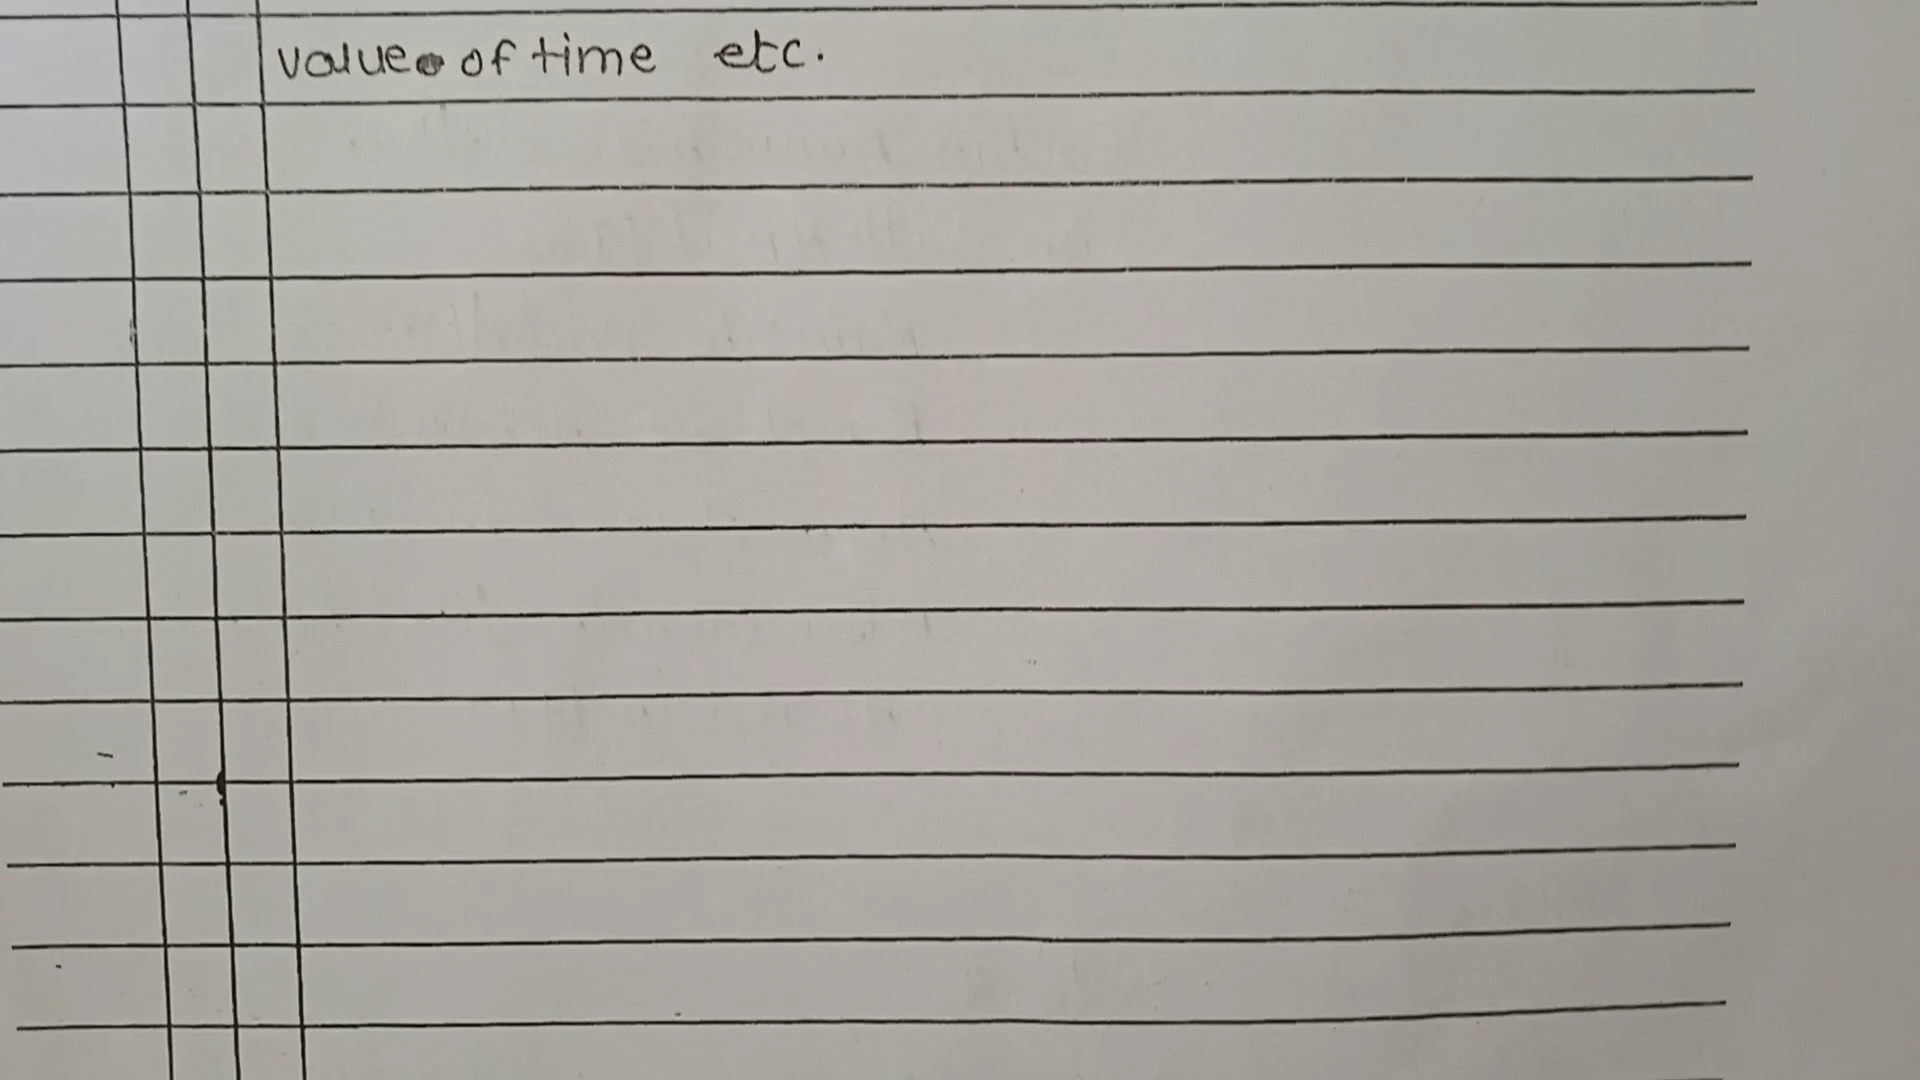 value of time etc.